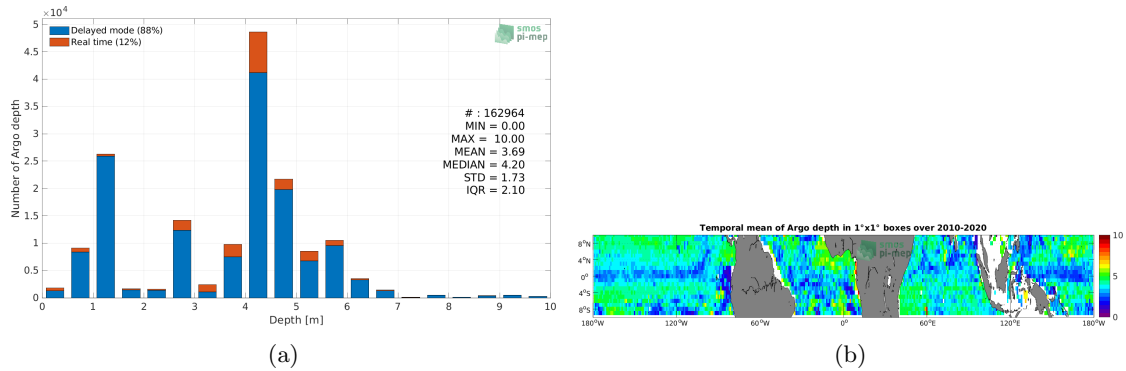 ×10⁴
5
4.5
4
3.5
3
2.5
2
1.5
1
0.5
0
Number of Argo depth
Delayed mode (88%)
Real time (12%)
smos
pi-mep
# : 162964
MIN = 0.00
MAX = 10.00
MEAN = 3.69
MEDIAN = 4.20
STD = 1.73
IQR = 2.10
0 1 2 3 4 5 6 7 8 9 10
Depth [m]
(a)
Temporal mean of Argo depth in 1°x1° boxes over 2010-2020
8°N
4°N
0°
4°S
8°S
smos
pi-mep
180°W 120°W 60°W 0° 60°E 120°E 180°W
10
5
0
(b)